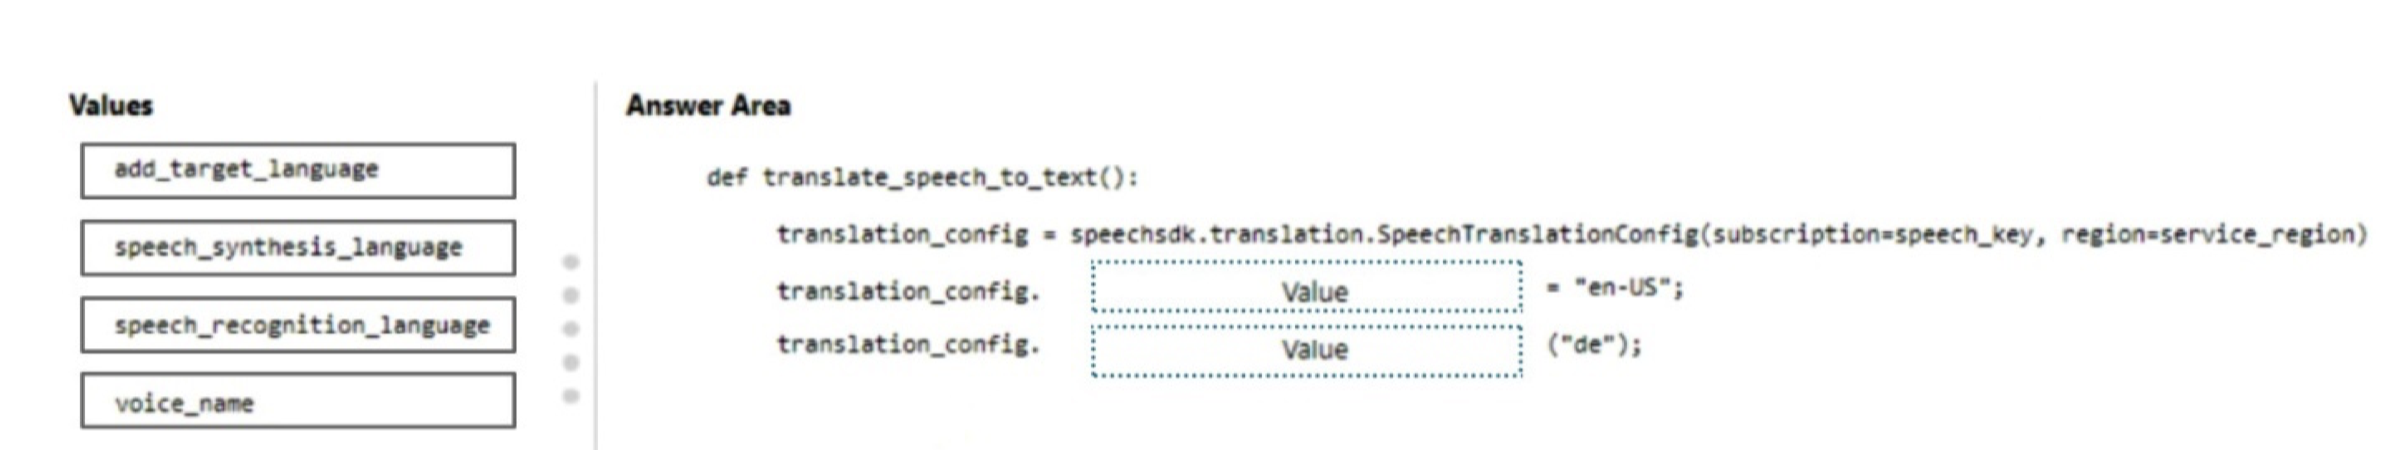 Values
add_target_language
speech_synthesis_language
speech_recognition_language
voice_name
Answer Area
def translate_speech_to_text():
translation_config = speechsdk.translation.SpeechTranslationConfig(subscription=speech_key, region=service_region)
translation_config. Value = "en-US";
translation_config. Value ("de");